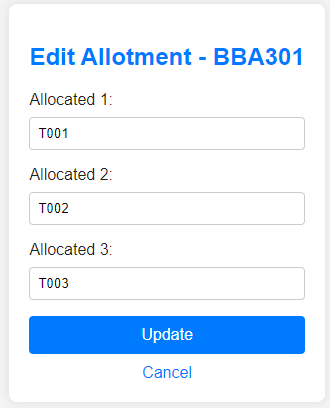 Edit Allotment - BBA301
Allocated 1:
T001
Allocated 2:
T002
Allocated 3:
T003
Update
Cancel